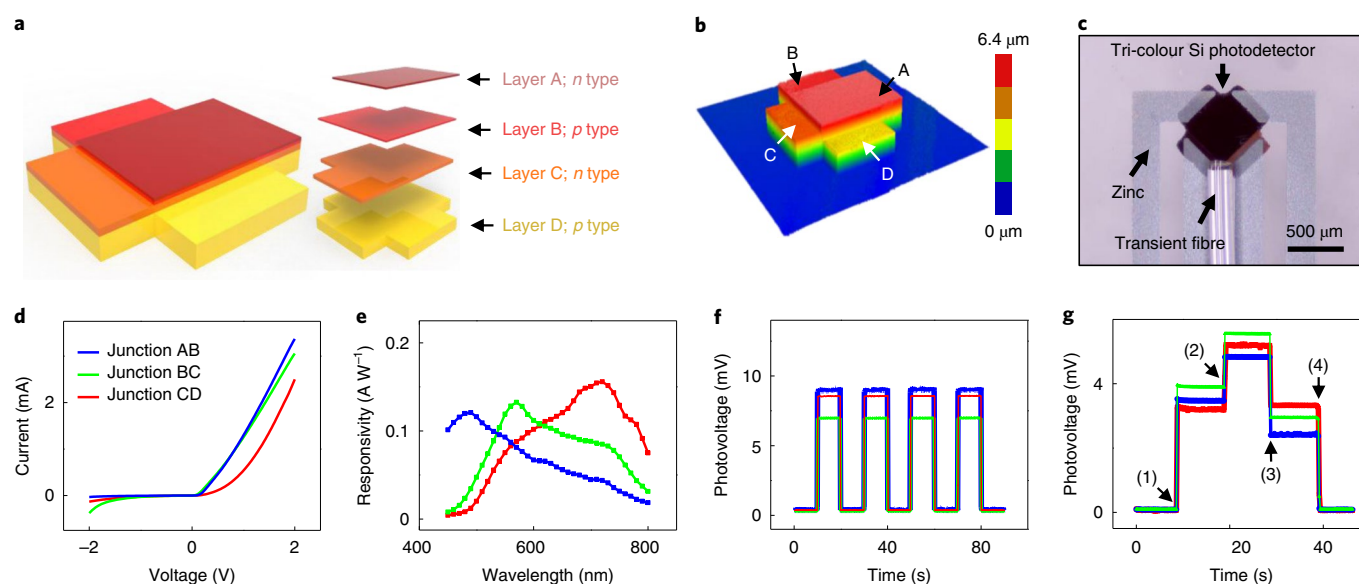 a
Layer A; n type
Layer B; p type
Layer C; n type
Layer D; p type
b
6.4 μm
0 μm
B
A
C
D
c
Tri-colour Si photodetector
Zinc
Transient fibre
500 μm
d
Junction AB
Junction BC
Junction CD
Current (mA)
2
0
−2
0
2
Voltage (V)
e
Responsivity (A W−1)
0.2
0.1
0
400
600
800
Wavelength (nm)
f
Photovoltage (mV)
15
10
5
0
0
40
80
Time (s)
g
Photovoltage (mV)
4
0
(1)
(2)
(3)
(4)
0
20
40
Time (s)